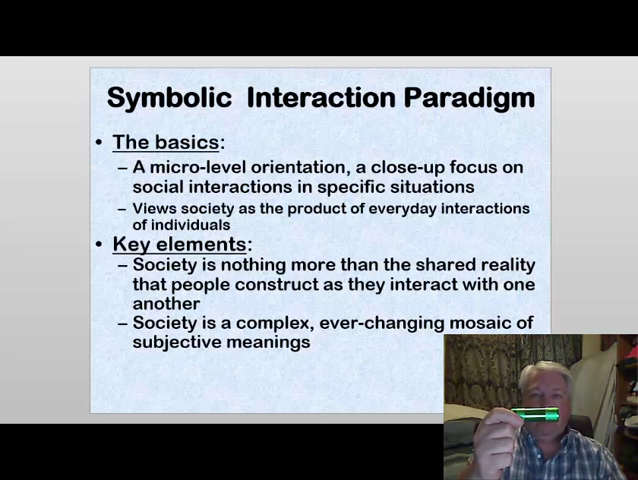 Symbolic Interaction Paradigm
• The basics:
– A micro-level orientation, a close-up focus on
social interactions in specific situations
– Views society as the product of everyday interactions
of individuals
• Key elements:
– Society is nothing more than the shared reality
that people construct as they interact with one
another
– Society is a complex, ever-changing mosaic of
subjective meanings